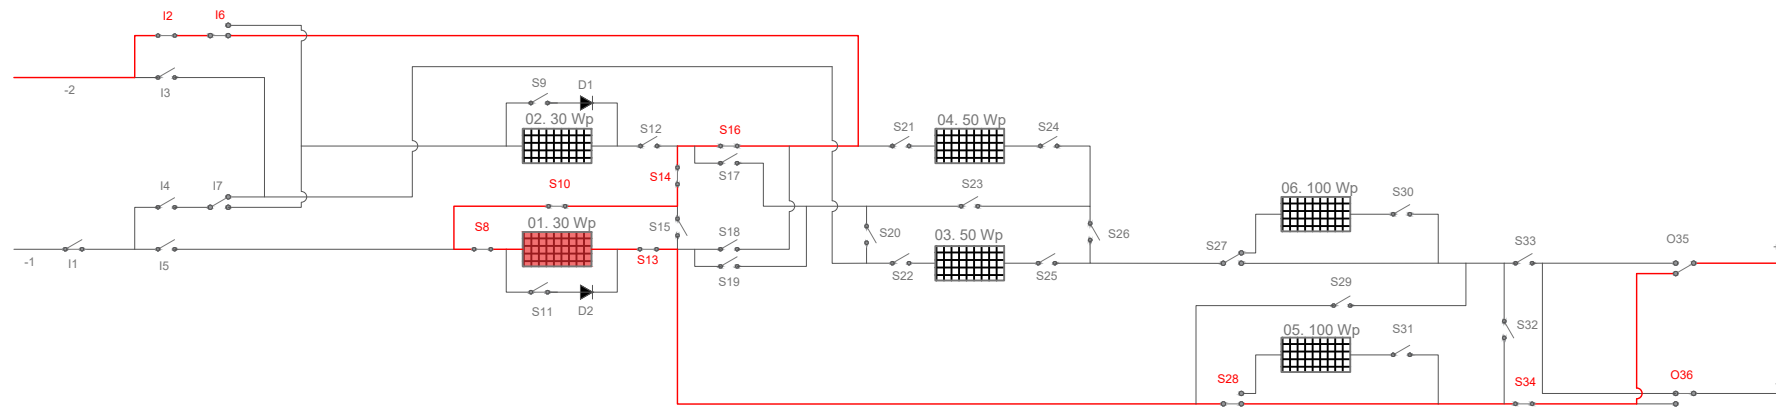 I2
I6
-2
I3
S9
D1
02. 30 Wp
S12
S16
S21
04. 50 Wp
S24
S17
S14
I4
I7
S10
S23
06. 100 Wp
S30
S8
01. 30 Wp
S15
S18
S20
S26
S27
S33
O35
-1
I1
I5
S13
S19
S22
03. 50 Wp
S25
S29
S11
D2
S32
05. 100 Wp
S31
S28
S34
O36